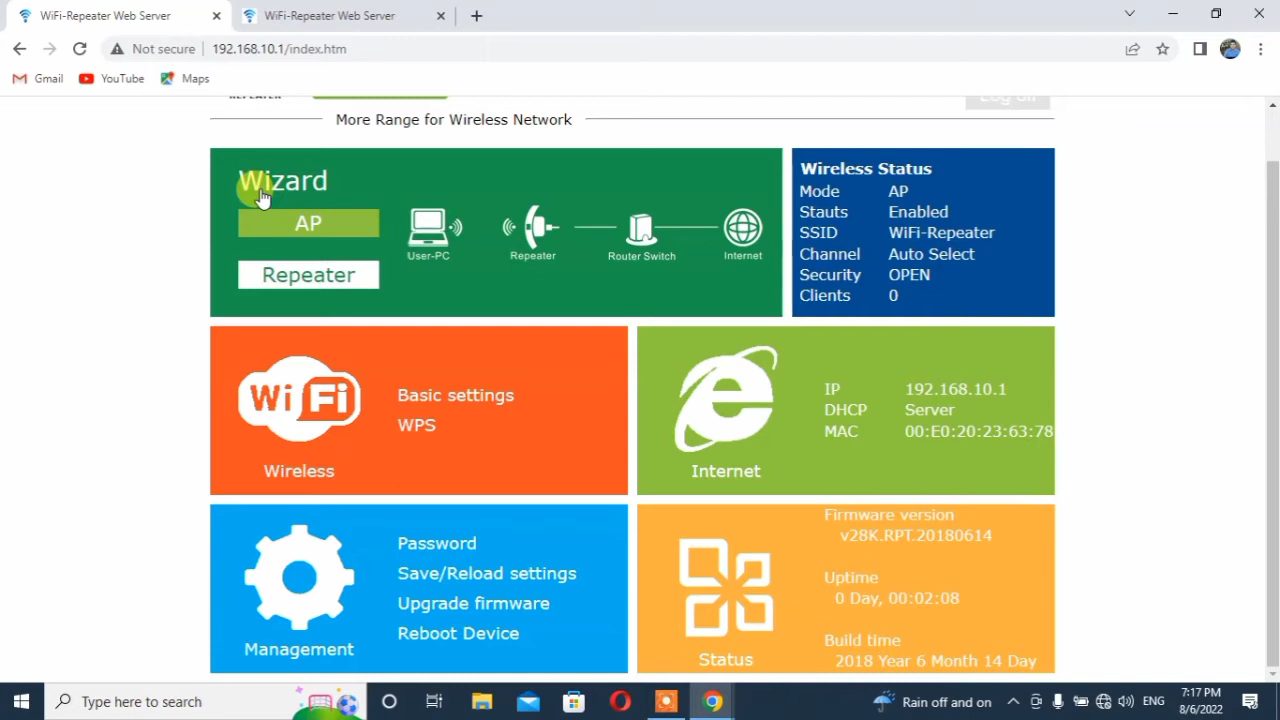 WiFi-Repeater Web Server
WiFi-Repeater Web Server
Not secure
192.168.10.1/index.htm
Gmail
YouTube
Maps
REPEATER
Log off
More Range for Wireless Network
Wizard
AP
Repeater
User-PC
Repeater
Router Switch
Internet
Wireless Status
Mode AP
Stauts Enabled
SSID WiFi-Repeater
Channel Auto Select
Security OPEN
Clients 0
WiFi
Wireless
Basic settings
WPS
Internet
IP 192.168.10.1
DHCP Server
MAC 00:E0:20:23:63:78
Management
Password
Save/Reload settings
Upgrade firmware
Reboot Device
Status
Firmware version
v28K.RPT.20180614
Uptime
0 Day, 00:02:08
Build time
2018 Year 6 Month 14 Day
Type here to search
Rain off and on
ENG
7:17 PM
8/6/2022